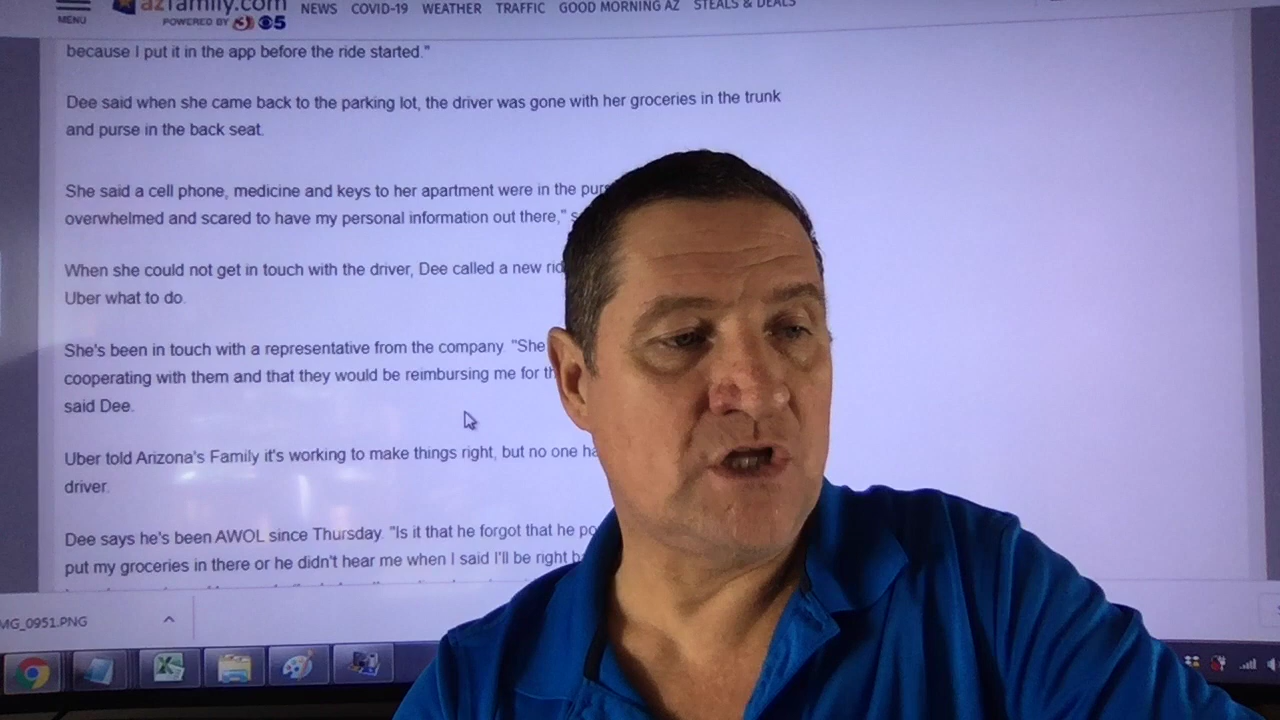 azfamily.com
POWERED BY 3 5
MENU
NEWS COVID-19 WEATHER TRAFFIC GOOD MORNING AZ STEALS & DEALS
because I put it in the app before the ride started."
Dee said when she came back to the parking lot, the driver was gone with her groceries in the trunk
and purse in the back seat.
She said a cell phone, medicine and keys to her apartment were in the
overwhelmed and scared to have my personal information out there,"
When she could not get in touch with the driver, Dee called a new
Uber what to do.
She's been in touch with a representative from the company. "She
cooperating with them and that they would be reimbursing me for
said Dee.
Uber told Arizona's Family it's working to make things right, but no one
driver.
Dee says he's been AWOL since Thursday. "Is it that he forgot that he
put my groceries in there or he didn't hear me when I said I'll be right
MG_0951.PNG